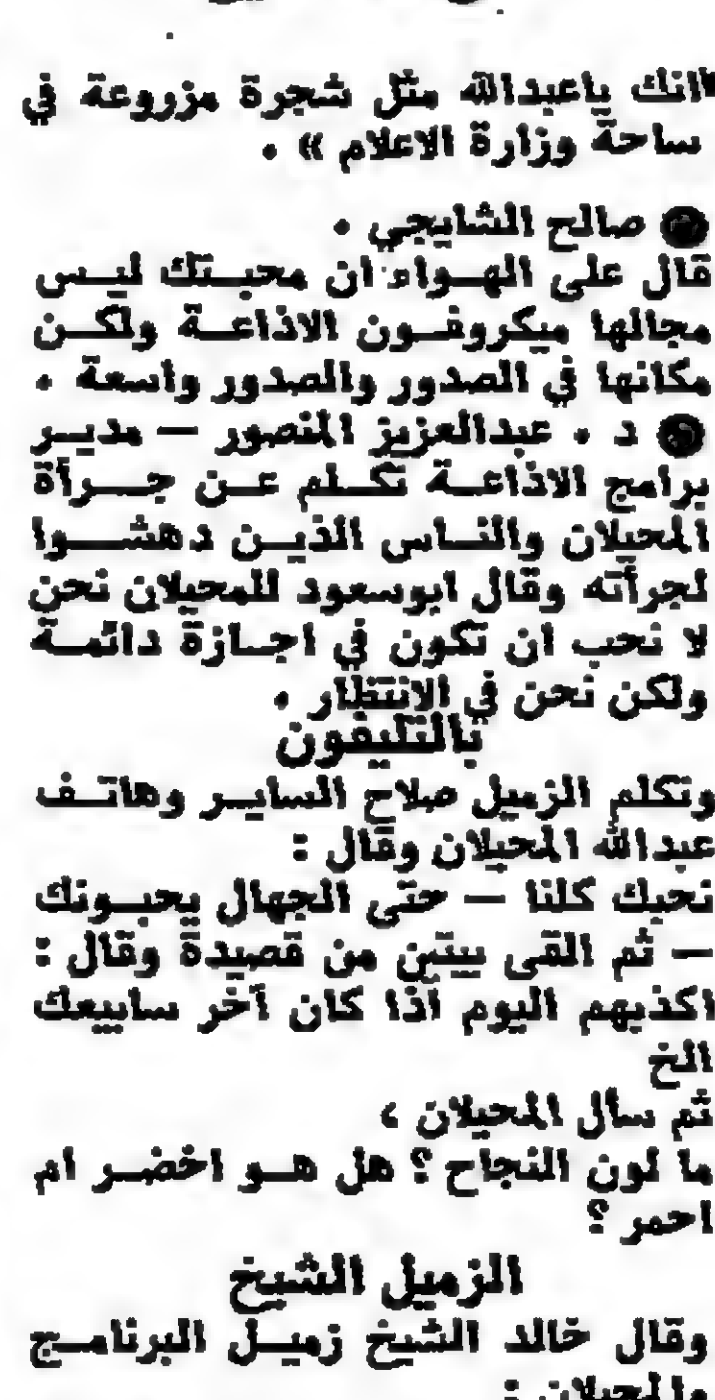 "انك ياعبدالله مثل شجرة مزروعة في
ساحة وزارة الاعلام » .
صالح الشايجي .
قال على الهواء ان محبتك ليس
مجالها ميكروفون الاذاعة ولكن
مكانها في الصدور والصدور واسعة .
د . عبدالعزيز المنصور — مدير
برامج الاذاعة تكلم عن جرأة
المحيلان والناس الذين دهشوا
لجرأته وقال ابوسعود للمحيلان نحن
لا نحب ان تكون في اجازة دائمة
ولكن نحن في الانتظار .
بالتليفون
وتكلم الزميل صلاح الساير وهاتف
عبدالله المحيلان وقال :
نحبك كلنا — حتى الجهال يحبونك
— ثم القى بيتين من قصيدة وقال :
اكذبهم اليوم اذا كان آخر سابيعك
الخ
ثم سأل المحيلان ،
ما لون النجاح ؟ هل هو اخضر ام
احمر ؟
الزميل الشيخ
وقال خالد الشيخ زميل البرنامج
والمحيلان :